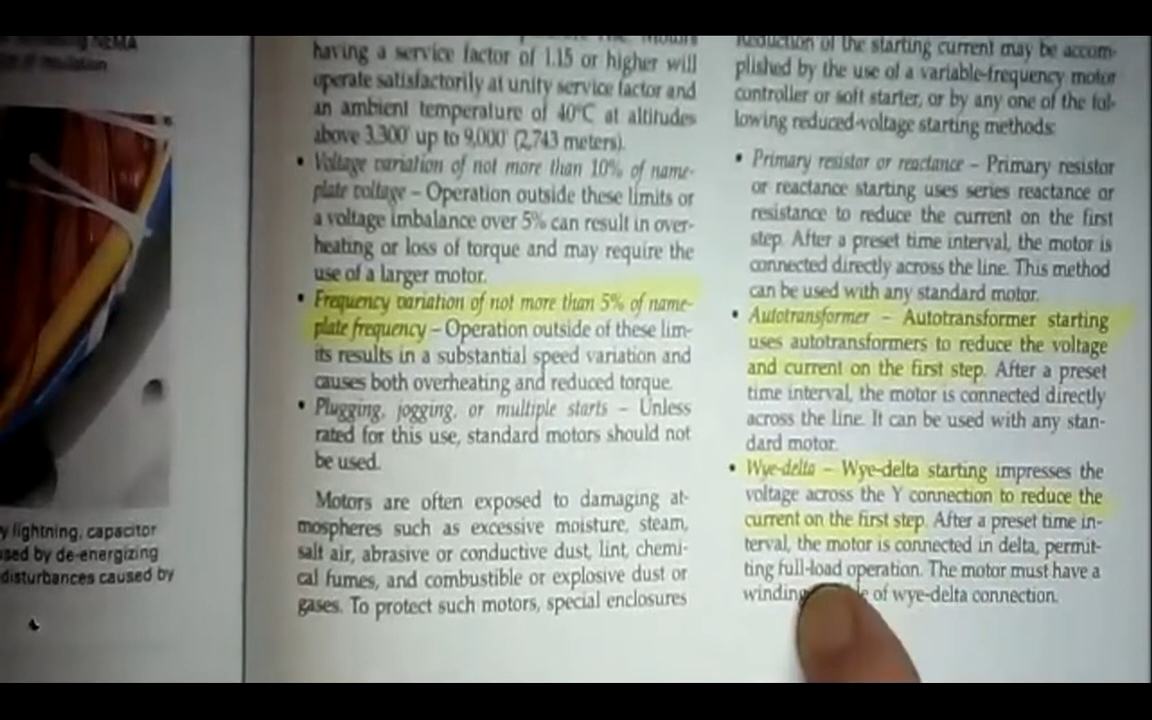 NEMA
insulation
y lightning, capacitor
sed by de-energizing
disturbances caused by
having a service factor of 1.15 or higher will
operate satisfactorily at unity service factor and
an ambient temperature of 40°C at altitudes
above 3,300' up to 9,000' (2,743 meters).
• Voltage variation of not more than 10% of name-
plate voltage – Operation outside these limits or
a voltage imbalance over 5% can result in over-
heating or loss of torque and may require the
use of a larger motor.
• Frequency variation of not more than 5% of name-
plate frequency – Operation outside of these lim-
its results in a substantial speed variation and
causes both overheating and reduced torque.
• Plugging, jogging, or multiple starts – Unless
rated for this use, standard motors should not
be used.
Motors are often exposed to damaging at-
mospheres such as excessive moisture, steam,
salt air, abrasive or conductive dust, lint, chemi-
cal fumes, and combustible or explosive dust or
gases. To protect such motors, special enclosures
Reduction of the starting current may be accom-
plished by the use of a variable-frequency motor
controller or soft starter, or by any one of the fol-
lowing reduced-voltage starting methods:
• Primary resistor or reactance – Primary resistor
or reactance starting uses series reactance or
resistance to reduce the current on the first
step. After a preset time interval, the motor is
connected directly across the line. This method
can be used with any standard motor.
• Autotransformer – Autotransformer starting
uses autotransformers to reduce the voltage
and current on the first step. After a preset
time interval, the motor is connected directly
across the line. It can be used with any stan-
dard motor.
• Wye-delta – Wye-delta starting impresses the
voltage across the Y connection to reduce the
current on the first step. After a preset time in-
terval, the motor is connected in delta, permit-
ting full-load operation. The motor must have a
winding of wye-delta connection.